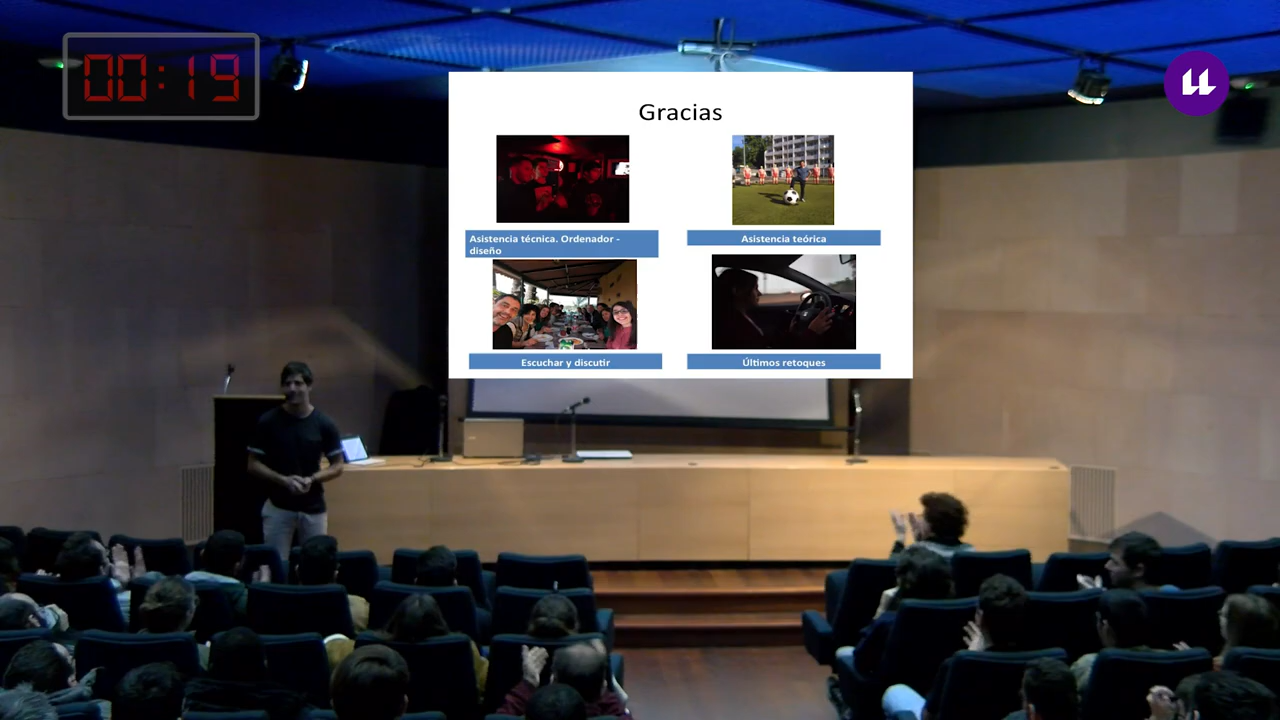 00:19
Gracias
Asistencia técnica. Ordenador -
diseño
Asistencia teórica
Escuchar y discutir
Últimos retoques